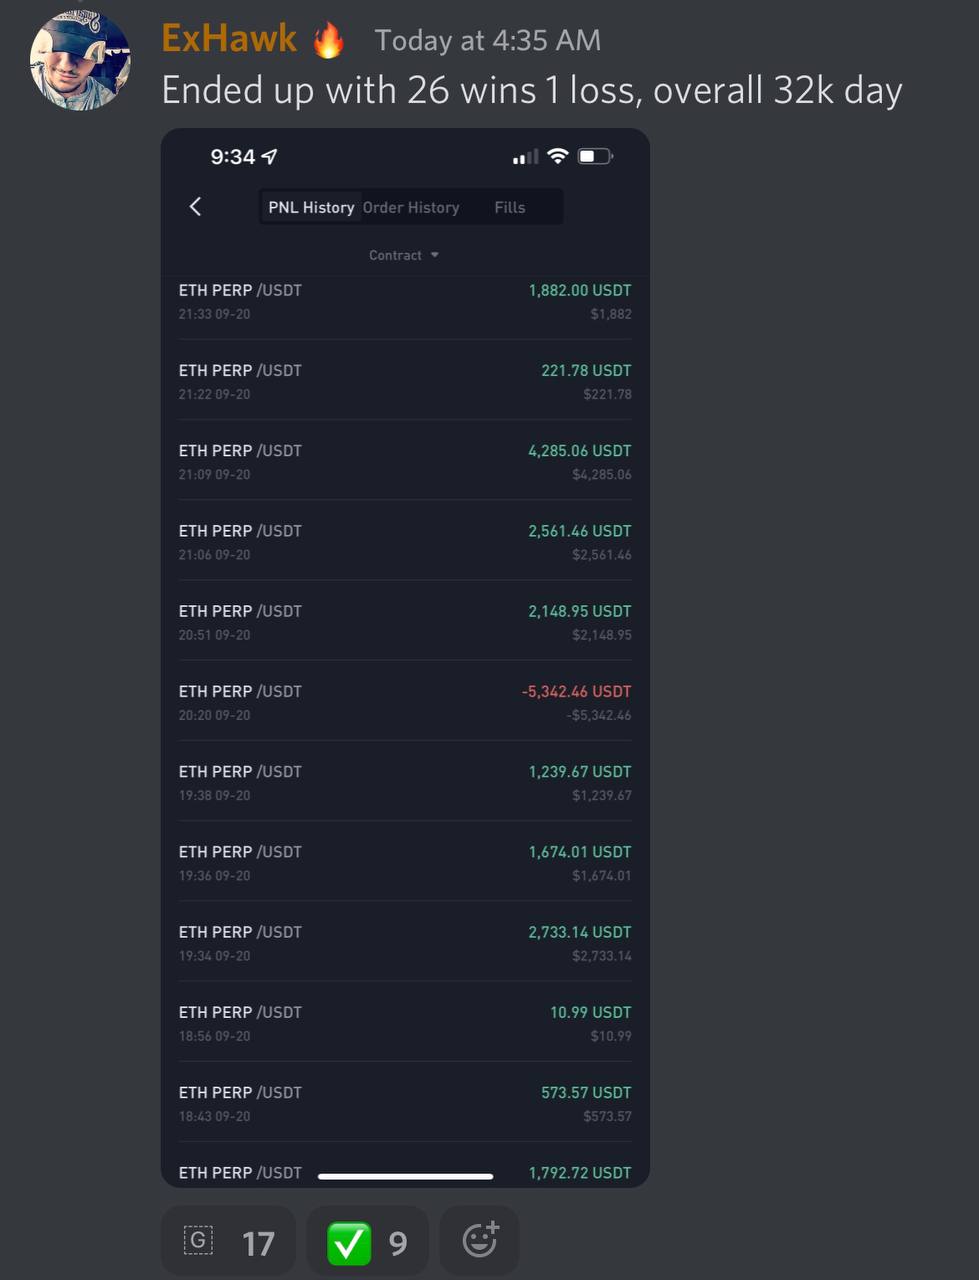 ExHawk 🔥 Today at 4:35 AM
Ended up with 26 wins 1 loss, overall 32k day
9:34
PNL History Order History Fills
Contract
ETH PERP /USDT 1,882.00 USDT
21:33 09-20 $1,882
ETH PERP /USDT 221.78 USDT
21:22 09-20 $221.78
ETH PERP /USDT 4,285.06 USDT
21:09 09-20 $4,285.06
ETH PERP /USDT 2,561.46 USDT
21:06 09-20 $2,561.46
ETH PERP /USDT 2,148.95 USDT
20:51 09-20 $2,148.95
ETH PERP /USDT -5,342.46 USDT
20:20 09-20 -$5,342.46
ETH PERP /USDT 1,239.67 USDT
19:38 09-20 $1,239.67
ETH PERP /USDT 1,674.01 USDT
19:36 09-20 $1,674.01
ETH PERP /USDT 2,733.14 USDT
19:34 09-20 $2,733.14
ETH PERP /USDT 10.99 USDT
18:56 09-20 $10.99
ETH PERP /USDT 573.57 USDT
18:43 09-20 $573.57
ETH PERP /USDT 1,792.72 USDT
G 17 ✅ 9